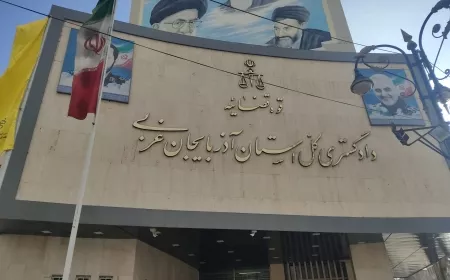 قوه قضائیه
دادگستری کل استان آذربایجان غربی